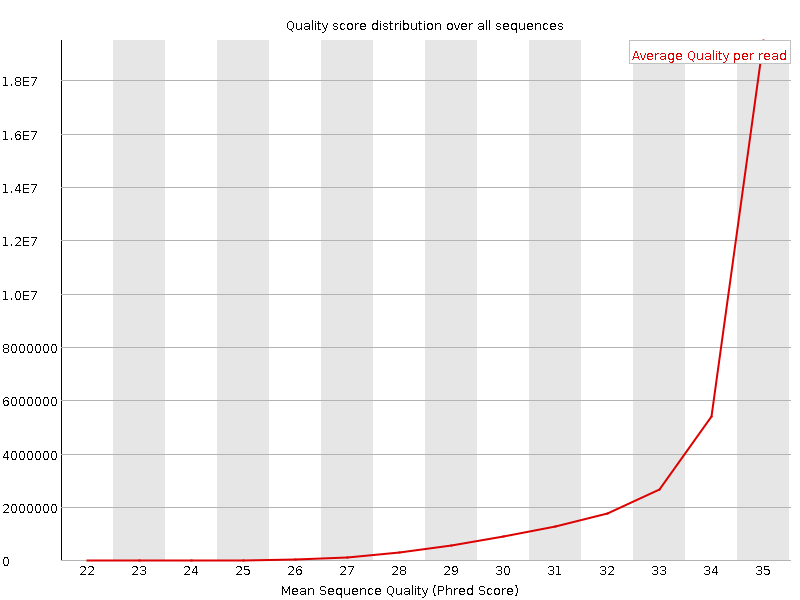 Quality score distribution over all sequences
Average Quality per read
1.8E7
1.6E7
1.4E7
1.2E7
1.0E7
8000000
6000000
4000000
2000000
0
22 23 24 25 26 27 28 29 30 31 32 33 34 35
Mean Sequence Quality (Phred Score)